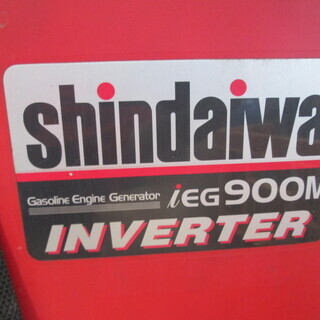 shindaiwa
Gasoline Engine Generator iEG900M
INVERTER